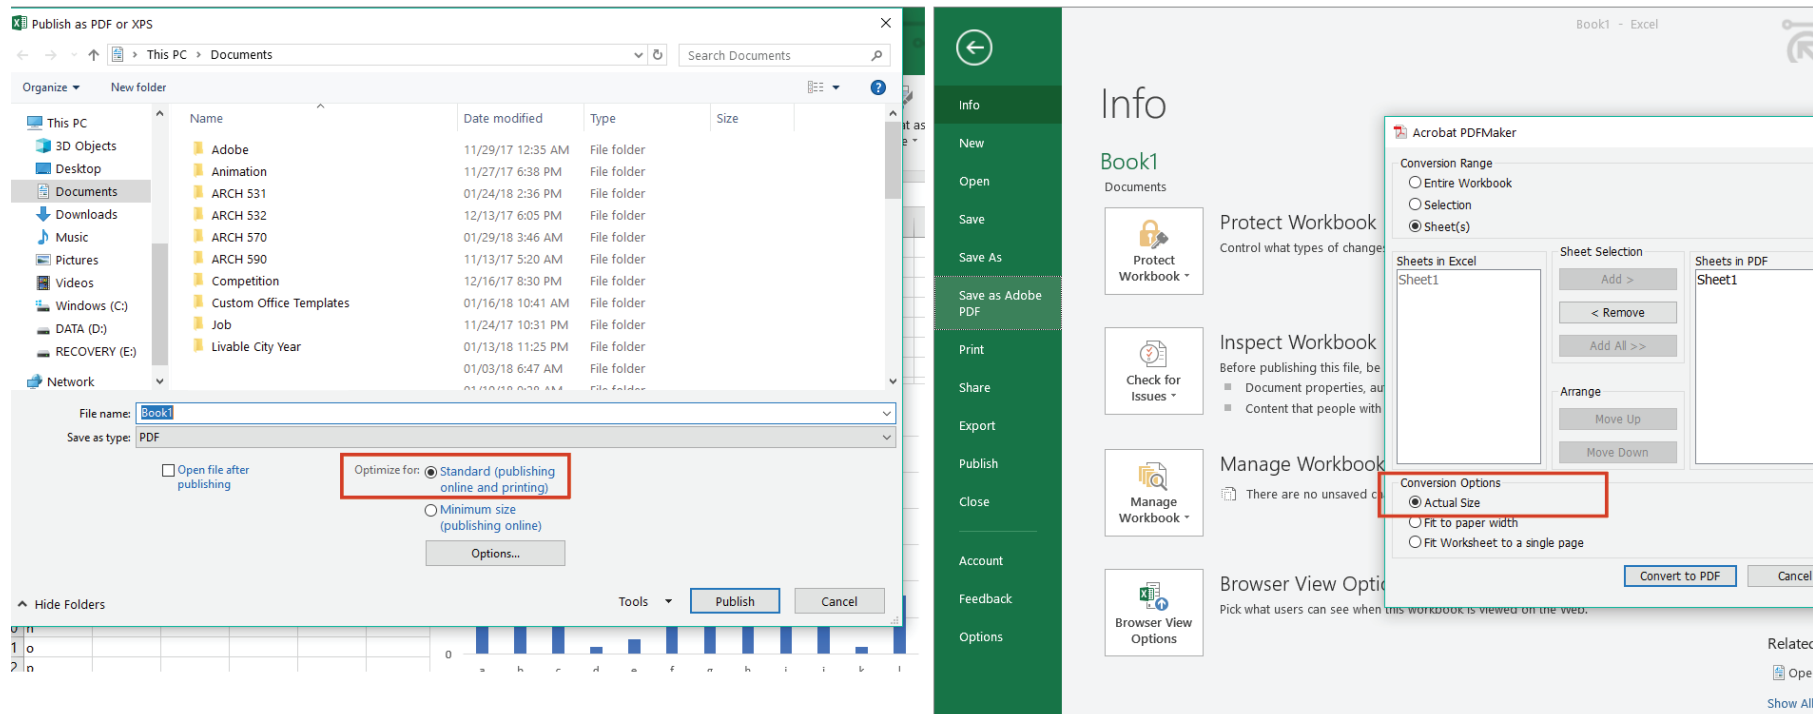 Publish as PDF or XPS
This PC > Documents
Search Documents
Organize
New folder
?
Name
Date modified
Type
Size
This PC
3D Objects
Desktop
Documents
Downloads
Music
Pictures
Videos
Windows (C:)
DATA (D:)
RECOVERY (E:)
Network
Adobe 11/29/17 12:35 AM File folder
Animation 11/27/17 6:38 PM File folder
ARCH 531 01/24/18 2:36 PM File folder
ARCH 532 12/13/17 6:05 PM File folder
ARCH 570 01/29/18 3:46 AM File folder
ARCH 590 11/13/17 5:20 AM File folder
Competition 12/16/17 8:30 PM File folder
Custom Office Templates 01/16/18 10:41 AM File folder
Job 11/24/17 10:31 PM File folder
Livable City Year 01/13/18 11:25 PM File folder
01/03/18 6:47 AM File folder
File name: Book1
Save as type: PDF
Open file after
publishing
Optimize for:
Standard (publishing
online and printing)
Minimum size
(publishing online)
Options...
Hide Folders
Tools
Publish
Cancel
n
o
p
0
a b c d e f g h i j k l
Book1 - Excel
Info
New
Open
Save
Save As
Save as Adobe
PDF
Print
Share
Export
Publish
Close
Account
Feedback
Options
Info
Book1
Documents
Protect
Workbook
Protect Workbook
Control what types of change
Check for
Issues
Inspect Workbook
Before publishing this file, be
Document properties, au
Content that people with
Manage
Workbook
Manage Workbook
There are no unsaved c
Browser View
Options
Browser View Optio
Pick what users can see when this workbook is viewed on the Web.
Related
Ope
Show All
Acrobat PDFMaker
Conversion Range
Entire Workbook
Selection
Sheet(s)
Sheets in Excel
Sheet1
Sheet Selection
Add >
< Remove
Add All >>
Arrange
Move Up
Move Down
Sheets in PDF
Sheet1
Conversion Options
Actual Size
Fit to paper width
Fit Worksheet to a single page
Convert to PDF
Cancel